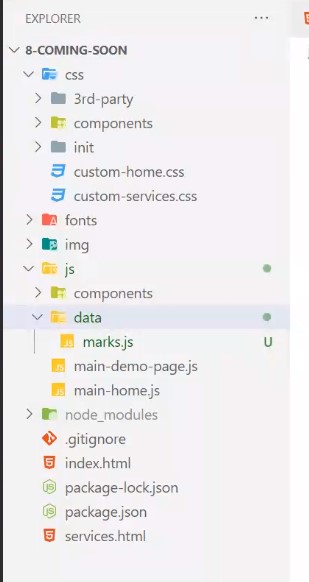 EXPLORER ...
8-COMING-SOON
css
3rd-party
components
init
custom-home.css
custom-services.css
fonts
img
js
components
data
marks.js U
main-demo-page.js
main-home.js
node_modules
.gitignore
index.html
package-lock.json
package.json
services.html